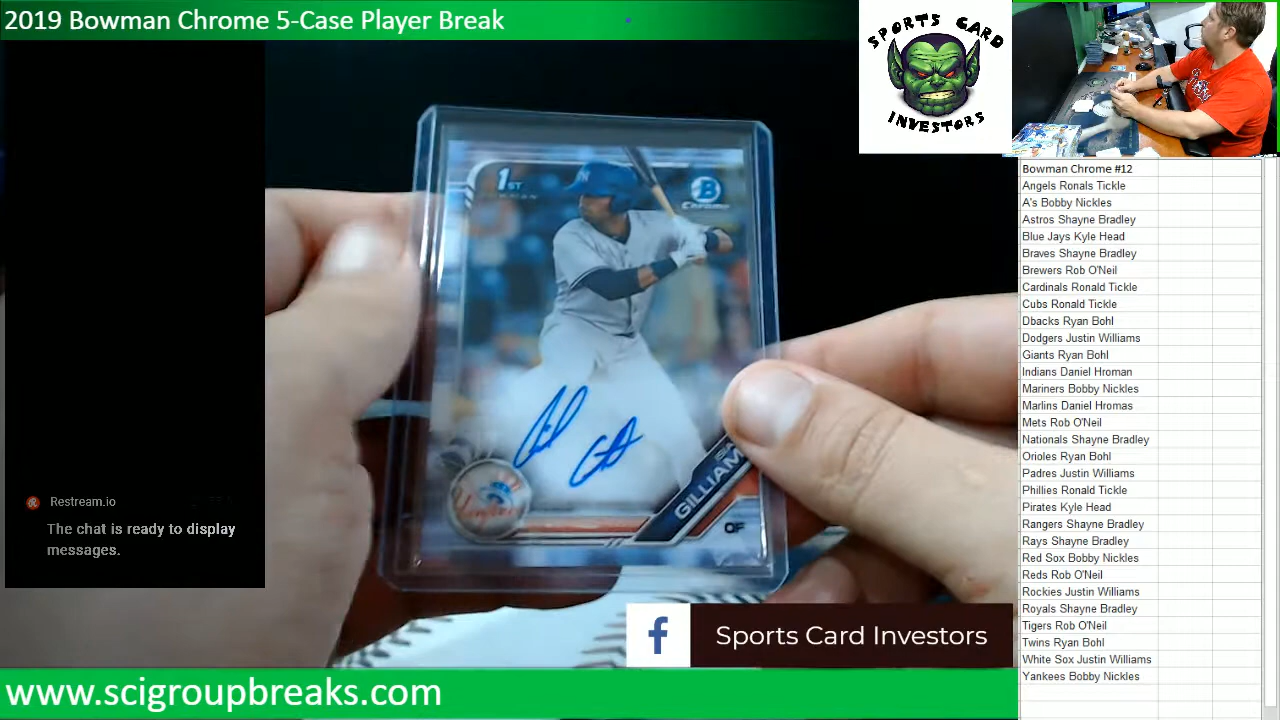 2019 Bowman Chrome 5-Case Player Break
SPORTS CARD
INVESTORS
1ST
BOWMAN
B
Chrome
GILLIAM
OF
Restream.io
The chat is ready to display
messages.
Sports Card Investors
www.scigroupbreaks.com
Bowman Chrome #12
Angels Ronals Tickle
A's Bobby Nickles
Astros Shayne Bradley
Blue Jays Kyle Head
Braves Shayne Bradley
Brewers Rob O'Neil
Cardinals Ronald Tickle
Cubs Ronald Tickle
Dbacks Ryan Bohl
Dodgers Justin Williams
Giants Ryan Bohl
Indians Daniel Hroman
Mariners Bobby Nickles
Marlins Daniel Hromas
Mets Rob O'Neil
Nationals Shayne Bradley
Orioles Ryan Bohl
Padres Justin Williams
Phillies Ronald Tickle
Pirates Kyle Head
Rangers Shayne Bradley
Rays Shayne Bradley
Red Sox Bobby Nickles
Reds Rob O'Neil
Rockies Justin Williams
Royals Shayne Bradley
Tigers Rob O'Neil
Twins Ryan Bohl
White Sox Justin Williams
Yankees Bobby Nickles